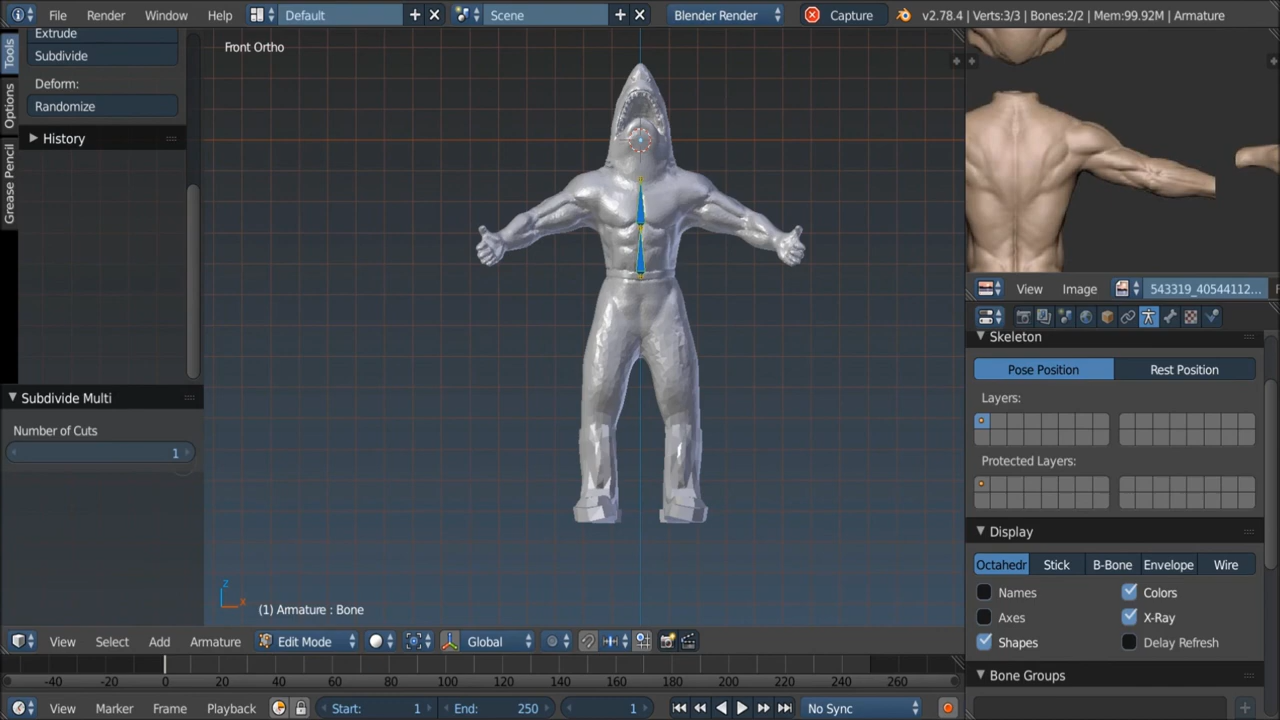 File Render Window Help Default Scene Blender Render Capture v2.78.4 | Verts:3/3 | Bones:2/2 | Mem:99.92M | Armature
Tools
Options
Grease Pencil
Extrude
Subdivide
Deform:
Randomize
History
Subdivide Multi
Number of Cuts
1
Front Ortho
z
x
(1) Armature : Bone
View Select Add Armature Edit Mode Global
-40 -20 0 20 40 60 80 100 120 140 160 180 200 220 240 260
View Marker Frame Playback Start: 1 End: 250 1 No Sync
View Image 543319_40544112...
Skeleton
Pose Position Rest Position
Layers:
Protected Layers:
Display
Octahedr Stick B-Bone Envelope Wire
Names Colors
Axes X-Ray
Shapes Delay Refresh
Bone Groups